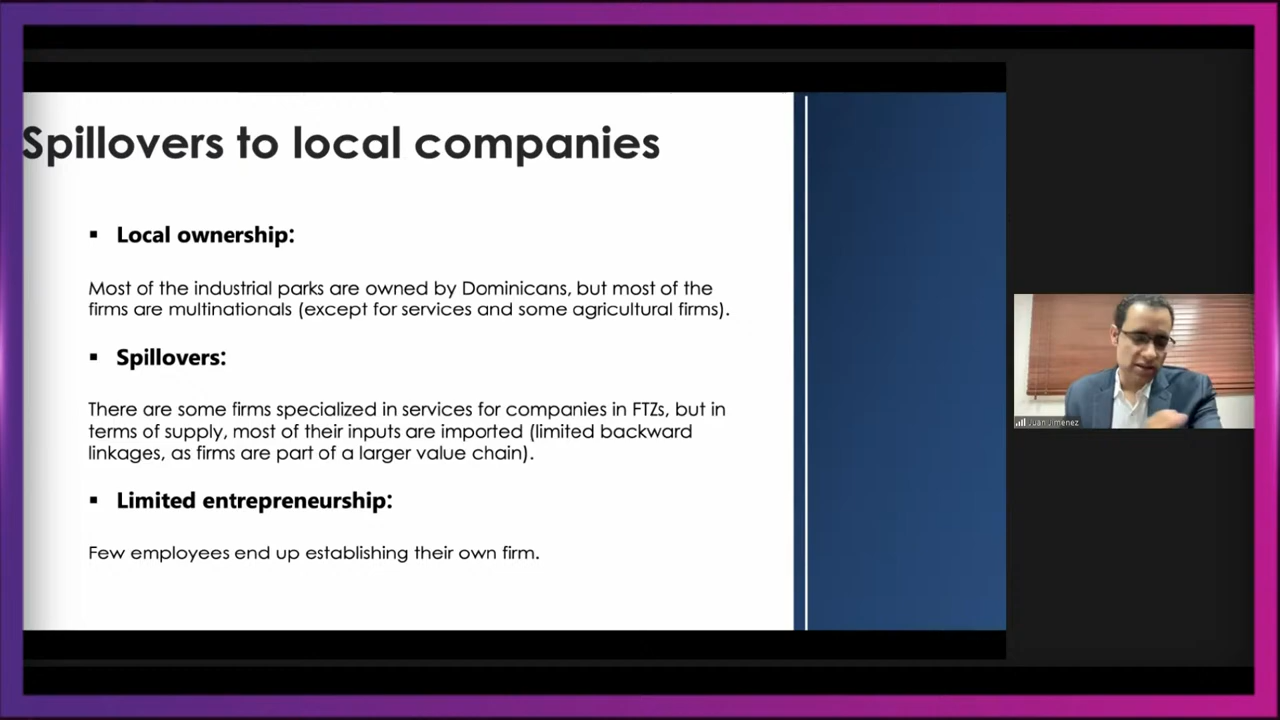 Spillovers to local companies
▪ Local ownership:
Most of the industrial parks are owned by Dominicans, but most of the
firms are multinationals (except for services and some agricultural firms).
▪ Spillovers:
There are some firms specialized in services for companies in FTZs, but in
terms of supply, most of their inputs are imported (limited backward
linkages, as firms are part of a larger value chain).
▪ Limited entrepreneurship:
Few employees end up establishing their own firm.
Juan Jimenez